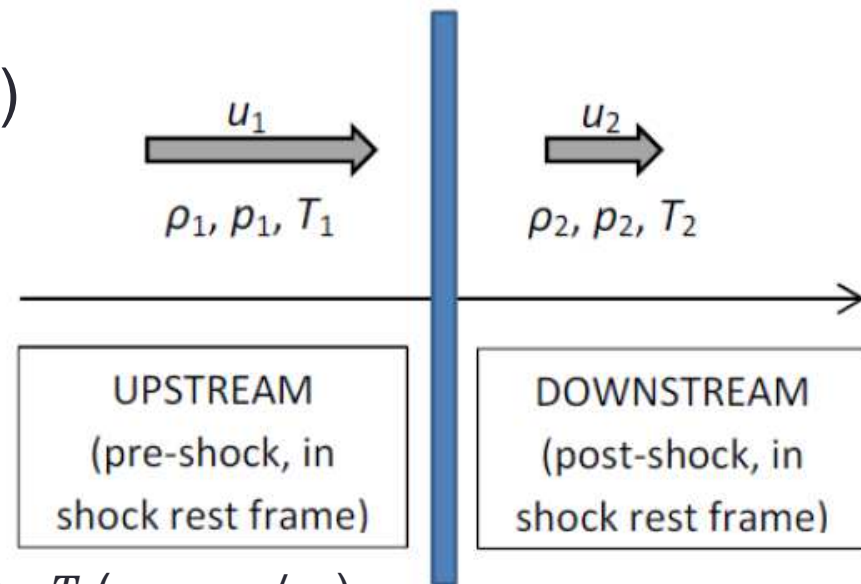 )
u₁
u₂
ρ₁, p₁, T₁
ρ₂, p₂, T₂
UPSTREAM
(pre-shock, in
shock rest frame)
DOWNSTREAM
(post-shock, in
shock rest frame)